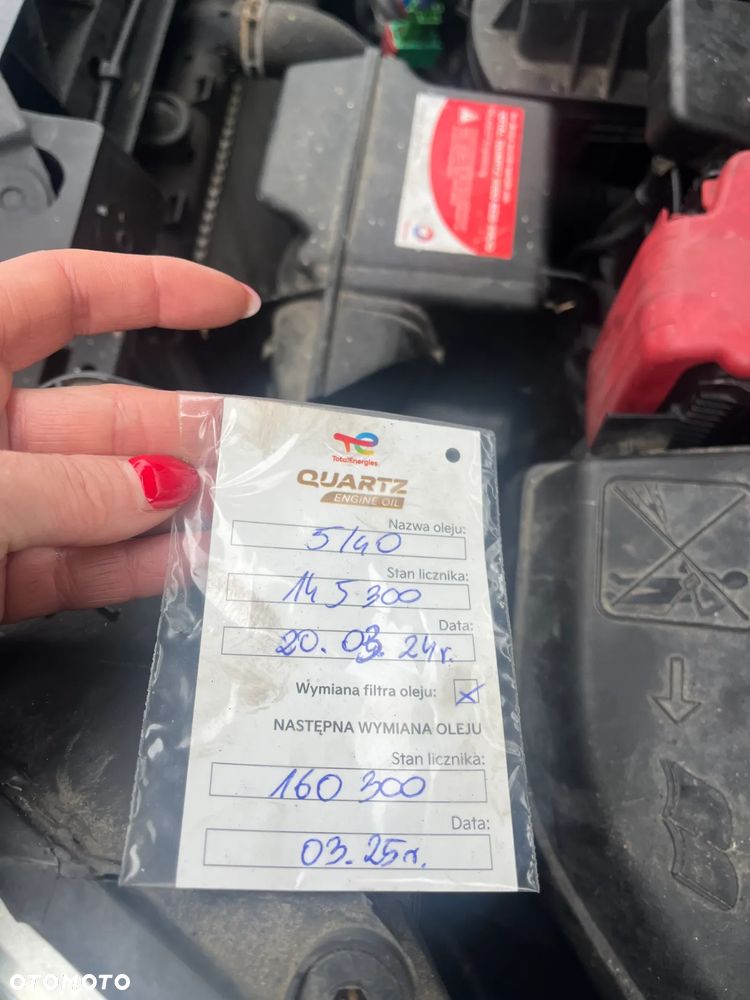 TotalEnergies
QUARTZ
ENGINE OIL
Nazwa oleju:
5/40
Stan licznika:
145 300
Data:
20.03.24r.
Wymiana filtra oleju: x
NASTĘPNA WYMIANA OLEJU
Stan licznika:
160 300
Data:
03.25r.
OTOMOTO